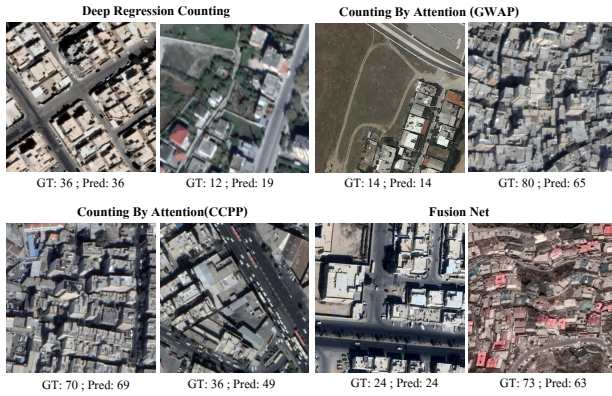 Deep Regression Counting
Counting By Attention (GWAP)
GT: 36 ; Pred: 36
GT: 12 ; Pred: 19
GT: 14 ; Pred: 14
GT: 80 ; Pred: 65
Counting By Attention(CCPP)
Fusion Net
GT: 70 ; Pred: 69
GT: 36 ; Pred: 49
GT: 24 ; Pred: 24
GT: 73 ; Pred: 63